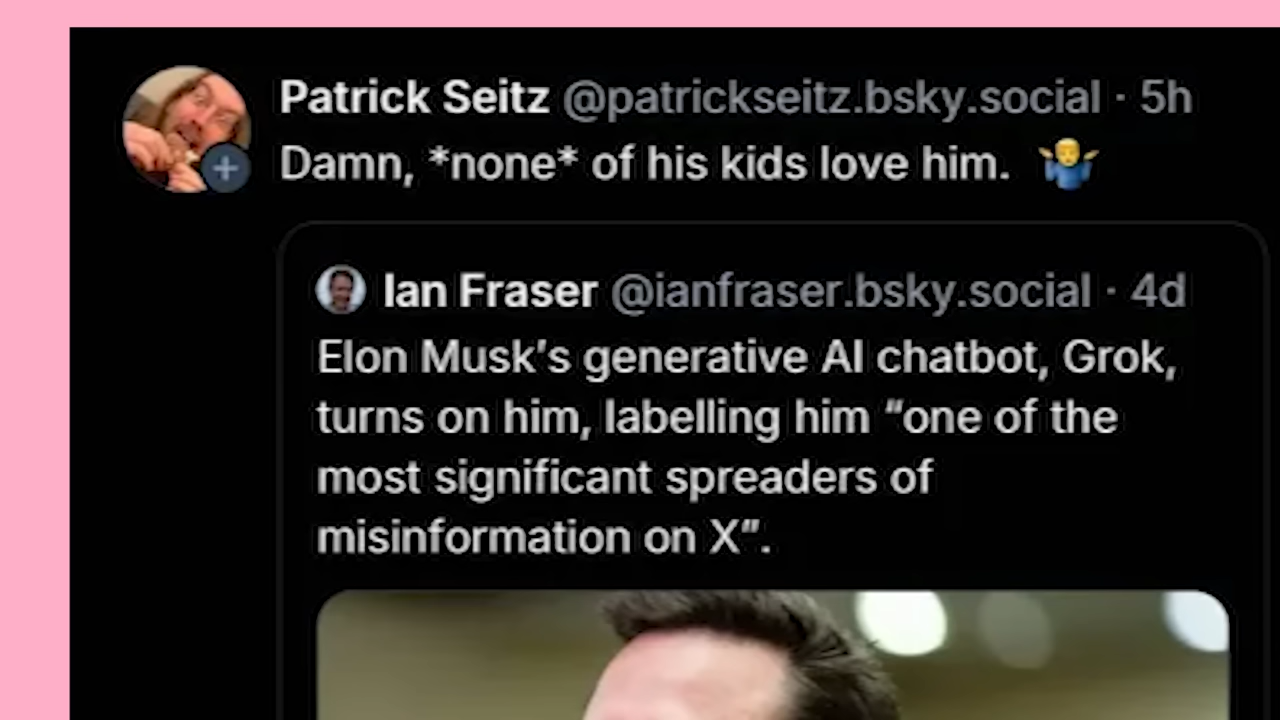 Patrick Seitz @patrickseitz.bsky.social · 5h
Damn, *none* of his kids love him. 🤷‍♂️
Ian Fraser @ianfraser.bsky.social · 4d
Elon Musk’s generative AI chatbot, Grok,
turns on him, labelling him “one of the
most significant spreaders of
misinformation on X”.